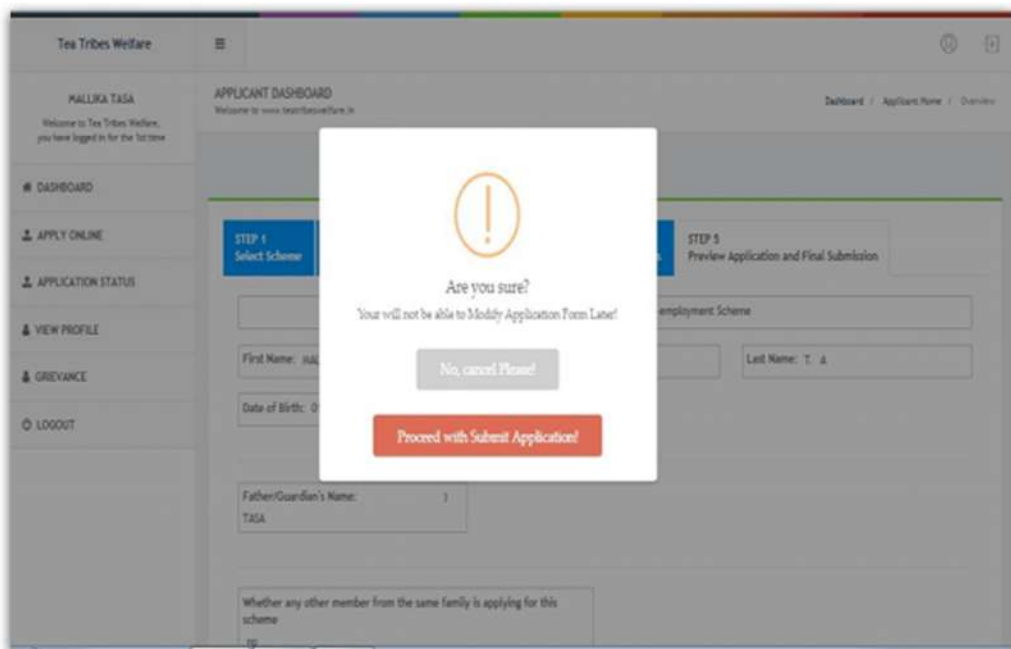 Tea Tribes Welfare
MALLIKA TASA
Welcome to Tea Tribes Welfare,
you have logged in for the 1st time
DASHBOARD
APPLY ONLINE
APPLICATION STATUS
VIEW PROFILE
GRIEVANCE
LOGOUT
APPLICANT DASHBOARD
Welcome to www.teatribeswelfare.in
Dashboard / Applicant Home / Overview
STEP 1
Select Scheme
STEP 5
Preview Application and Final Submission
employment Scheme
First Name:
Last Name: T A
Date of Birth: 0
Father/Guardian's Name:
TASA
Whether any other member from the same family is applying for this
scheme
Are you sure?
Your will not be able to Modify Application Form Later!
No, cancel Please!
Proceed with Submit Application!